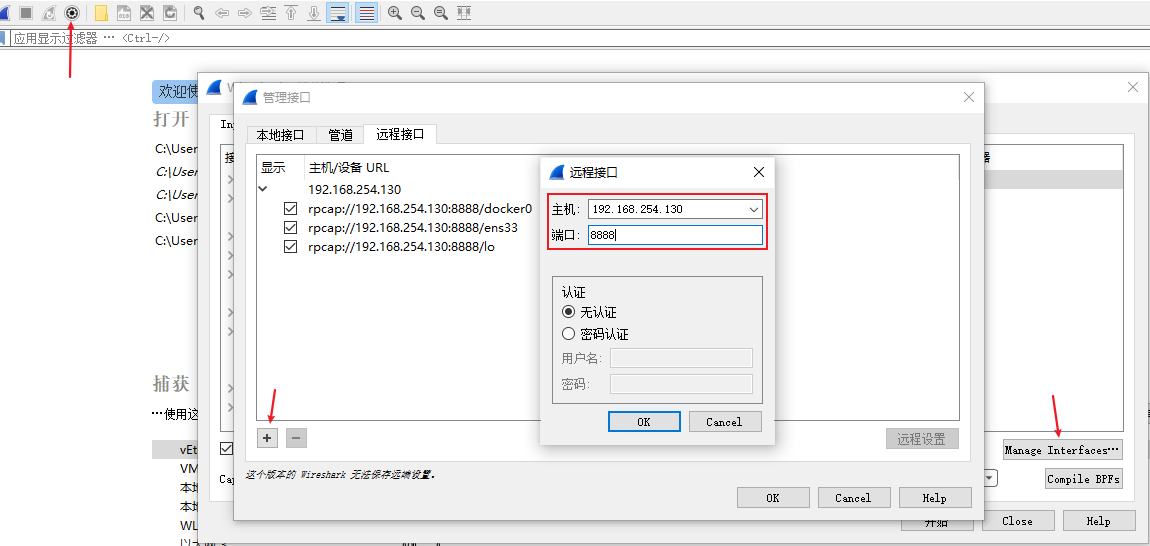 应用显示过滤器 … <Ctrl-/>
欢迎使
打开
C:\User
C:\User
C:\User
C:\User
C:\User
捕获
…使用这
vEt
VM
本地
本地
WL
W
In
接
器
Cap
Manage Interfaces…
Compile BPFs
开始
Close
Help
管理接口
本地接口
管道
远程接口
显示
主机/设备 URL
192.168.254.130
rpcap://192.168.254.130:8888/docker0
rpcap://192.168.254.130:8888/ens33
rpcap://192.168.254.130:8888/lo
+
−
远程设置
这个版本的 Wireshark 无法保存远端设置。
OK
Cancel
Help
远程接口
主机: 192.168.254.130
端口: 8888
认证
无认证
密码认证
用户名:
密码:
OK
Cancel